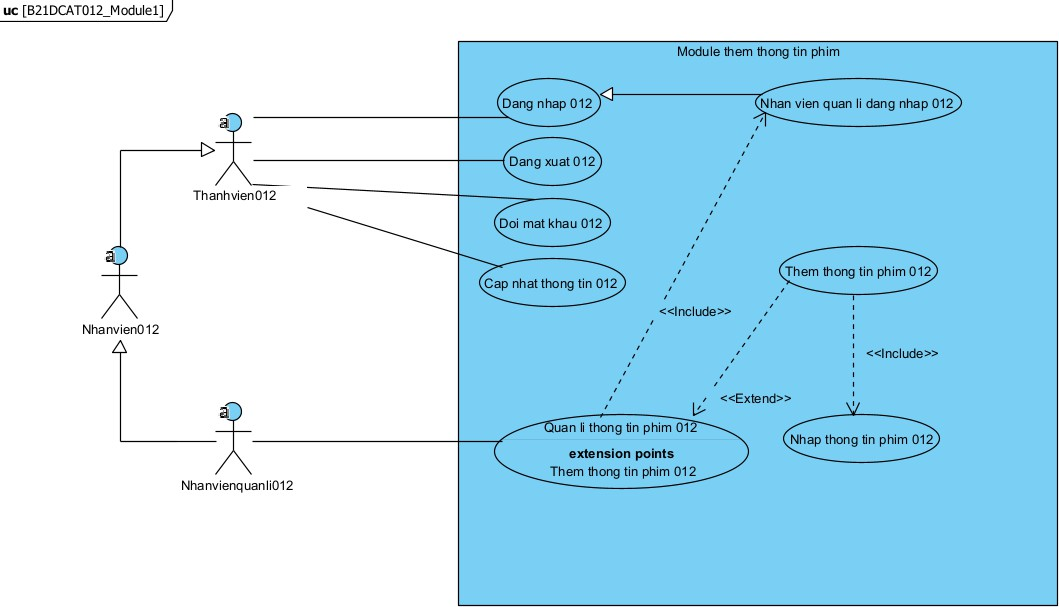 uc [B21DCAT012_Module1]
Module them thong tin phim
Dang nhap 012
Nhan vien quan li dang nhap 012
Dang xuat 012
Thanhvien012
Doi mat khau 012
Them thong tin phim 012
Cap nhat thong tin 012
<<Include>>
Nhanvien012
<<Include>>
<<Extend>>
Quan li thong tin phim 012
extension points
Them thong tin phim 012
Nhap thong tin phim 012
Nhanvienquanli012